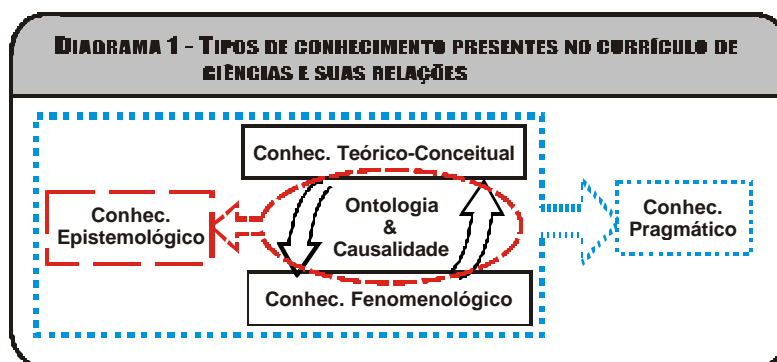 DIAGRAMA 1 - TIPOS DE CONHECIMENTO PRESENTES NO CURRÍCULO DE
CIÊNCIAS E SUAS RELAÇÕES
Conhec. Teórico-Conceitual
Conhec.
Epistemológico
Ontologia
&
Causalidade
Conhec.
Pragmático
Conhec. Fenomenológico